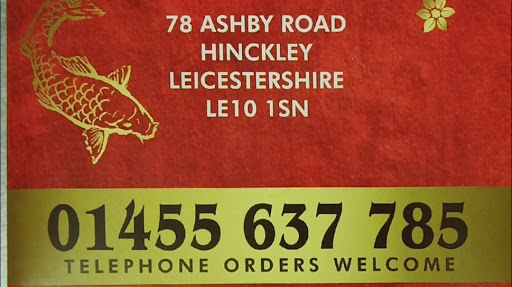 78 ASHBY ROAD
HINCKLEY
LEICESTERSHIRE
LE10 1SN
01455 637 785
TELEPHONE ORDERS WELCOME